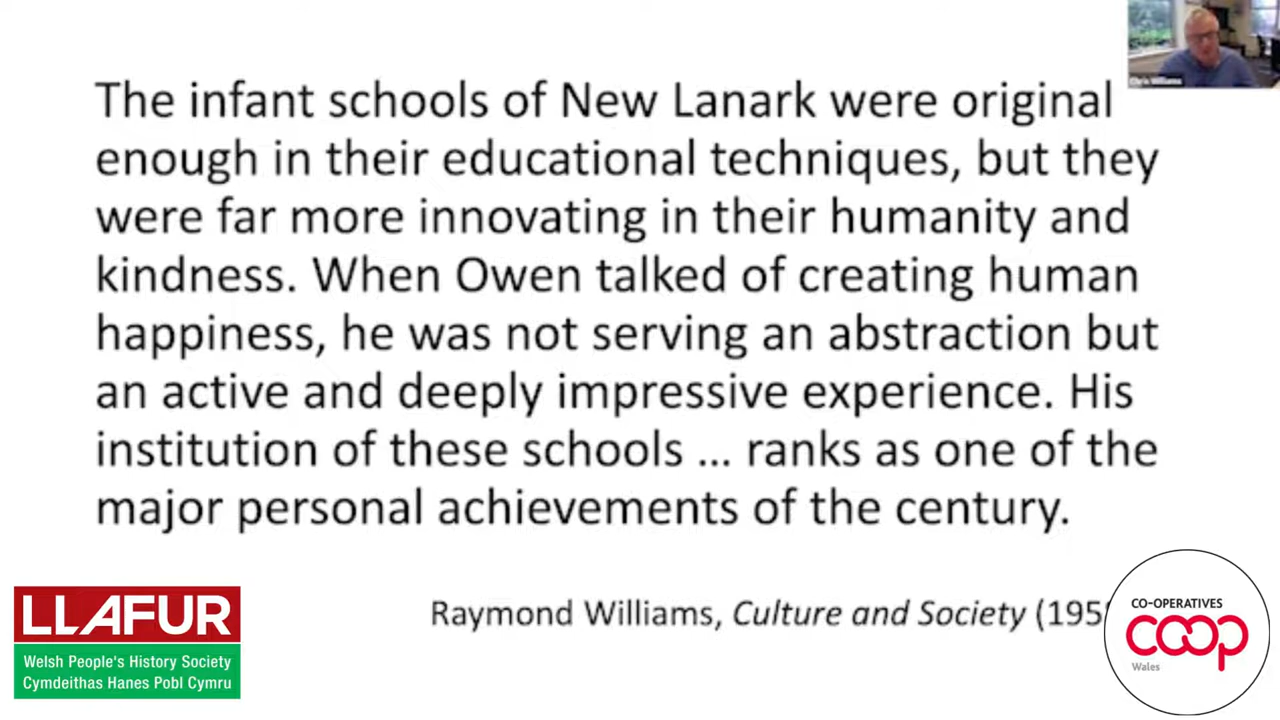 Chris Williams
The infant schools of New Lanark were original
enough in their educational techniques, but they
were far more innovating in their humanity and
kindness. When Owen talked of creating human
happiness, he was not serving an abstraction but
an active and deeply impressive experience. His
institution of these schools ... ranks as one of the
major personal achievements of the century.
Raymond Williams, Culture and Society (195
LLAFUR
Welsh People's History Society
Cymdeithas Hanes Pobl Cymru
CO-OPERATIVES
coop
Wales